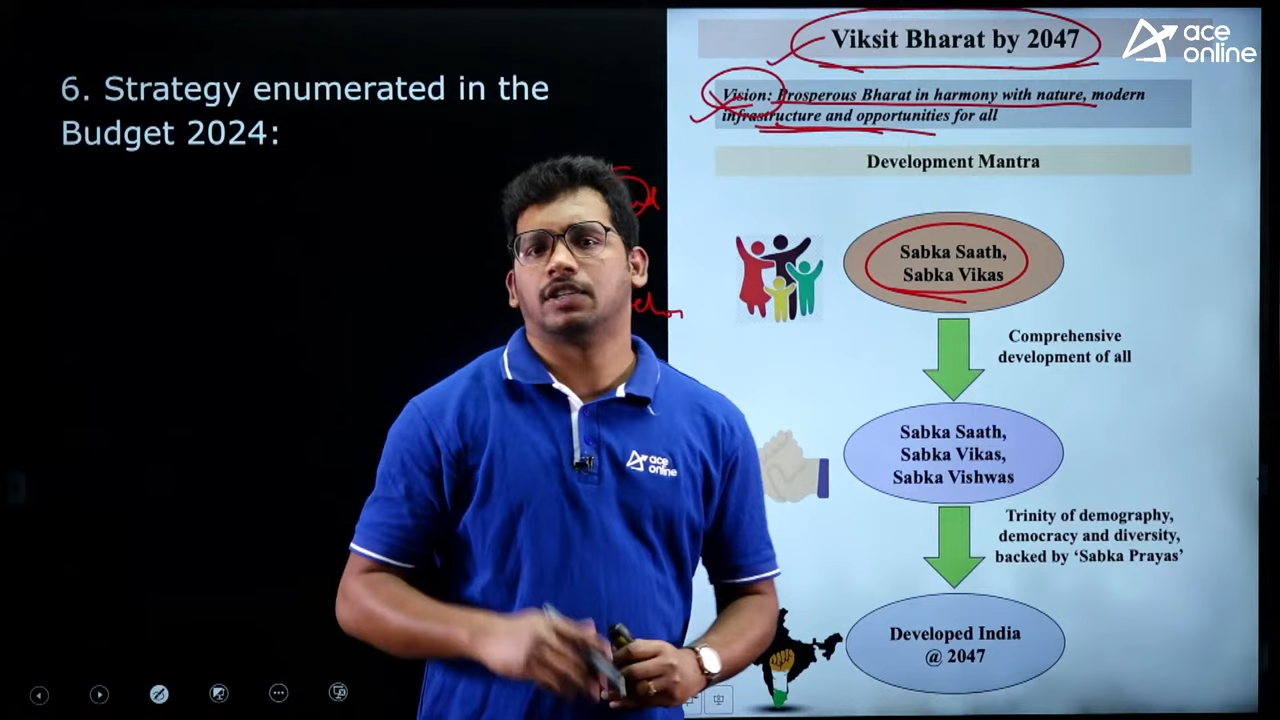 6. Strategy enumerated in the
Budget 2024:
Viksit Bharat by 2047
ace
online
Vision: Prosperous Bharat in harmony with nature, modern
infrastructure and opportunities for all
Development Mantra
Sabka Saath,
Sabka Vikas
Comprehensive
development of all
Sabka Saath,
Sabka Vikas,
Sabka Vishwas
Trinity of demography,
democracy and diversity,
backed by ‘Sabka Prayas’
Developed India
@ 2047
ace
online